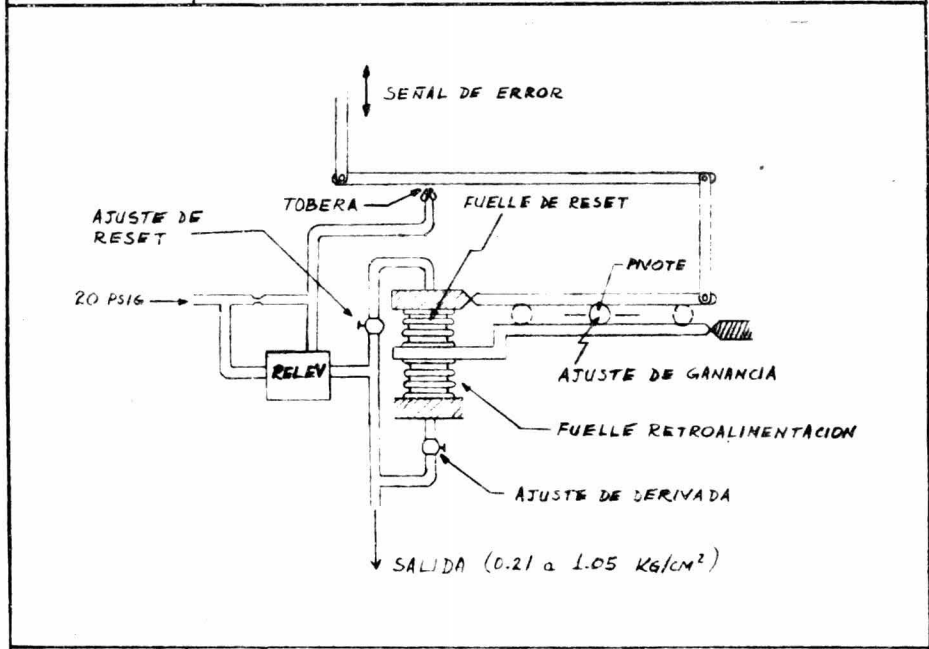 SEÑAL DE ERROR
TOBERA
FUELLE DE RESET
AJUSTE DE
RESET
PIVOTE
20 PSIG
RELEV
AJUSTE DE GANANCIA
FUELLE RETROALIMENTACION
AJUSTE DE DERIVADA
SALIDA (0.21 a 1.05 KG/CM²)